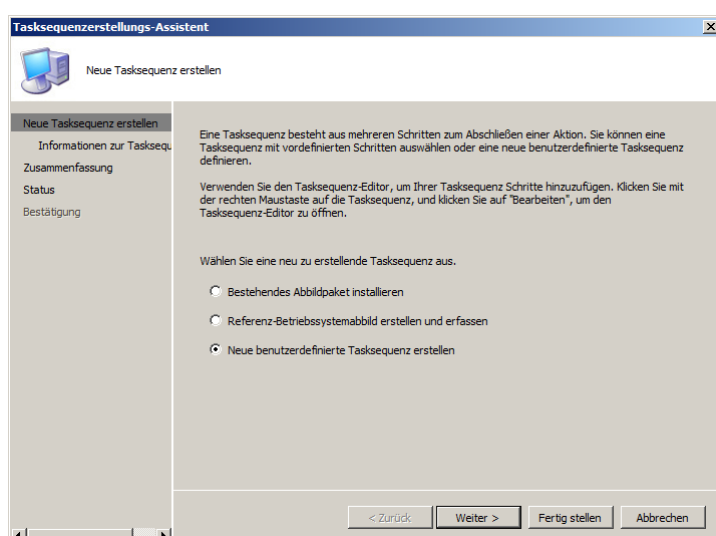 Tasksequenzerstellungs-Assistent
Neue Tasksequenz erstellen
Neue Tasksequenz erstellen
Informationen zur Tasksequ
Zusammenfassung
Status
Bestätigung
Eine Tasksequenz besteht aus mehreren Schritten zum Abschließen einer Aktion. Sie können eine
Tasksequenz mit vordefinierten Schritten auswählen oder eine neue benutzerdefinierte Tasksequenz
definieren.
Verwenden Sie den Tasksequenz-Editor, um Ihrer Tasksequenz Schritte hinzuzufügen. Klicken Sie mit
der rechten Maustaste auf die Tasksequenz, und klicken Sie auf "Bearbeiten", um den
Tasksequenz-Editor zu öffnen.
Wählen Sie eine neu zu erstellende Tasksequenz aus.
Bestehendes Abbildpaket installieren
Referenz-Betriebssystemabbild erstellen und erfassen
Neue benutzerdefinierte Tasksequenz erstellen
< Zurück
Weiter >
Fertig stellen
Abbrechen